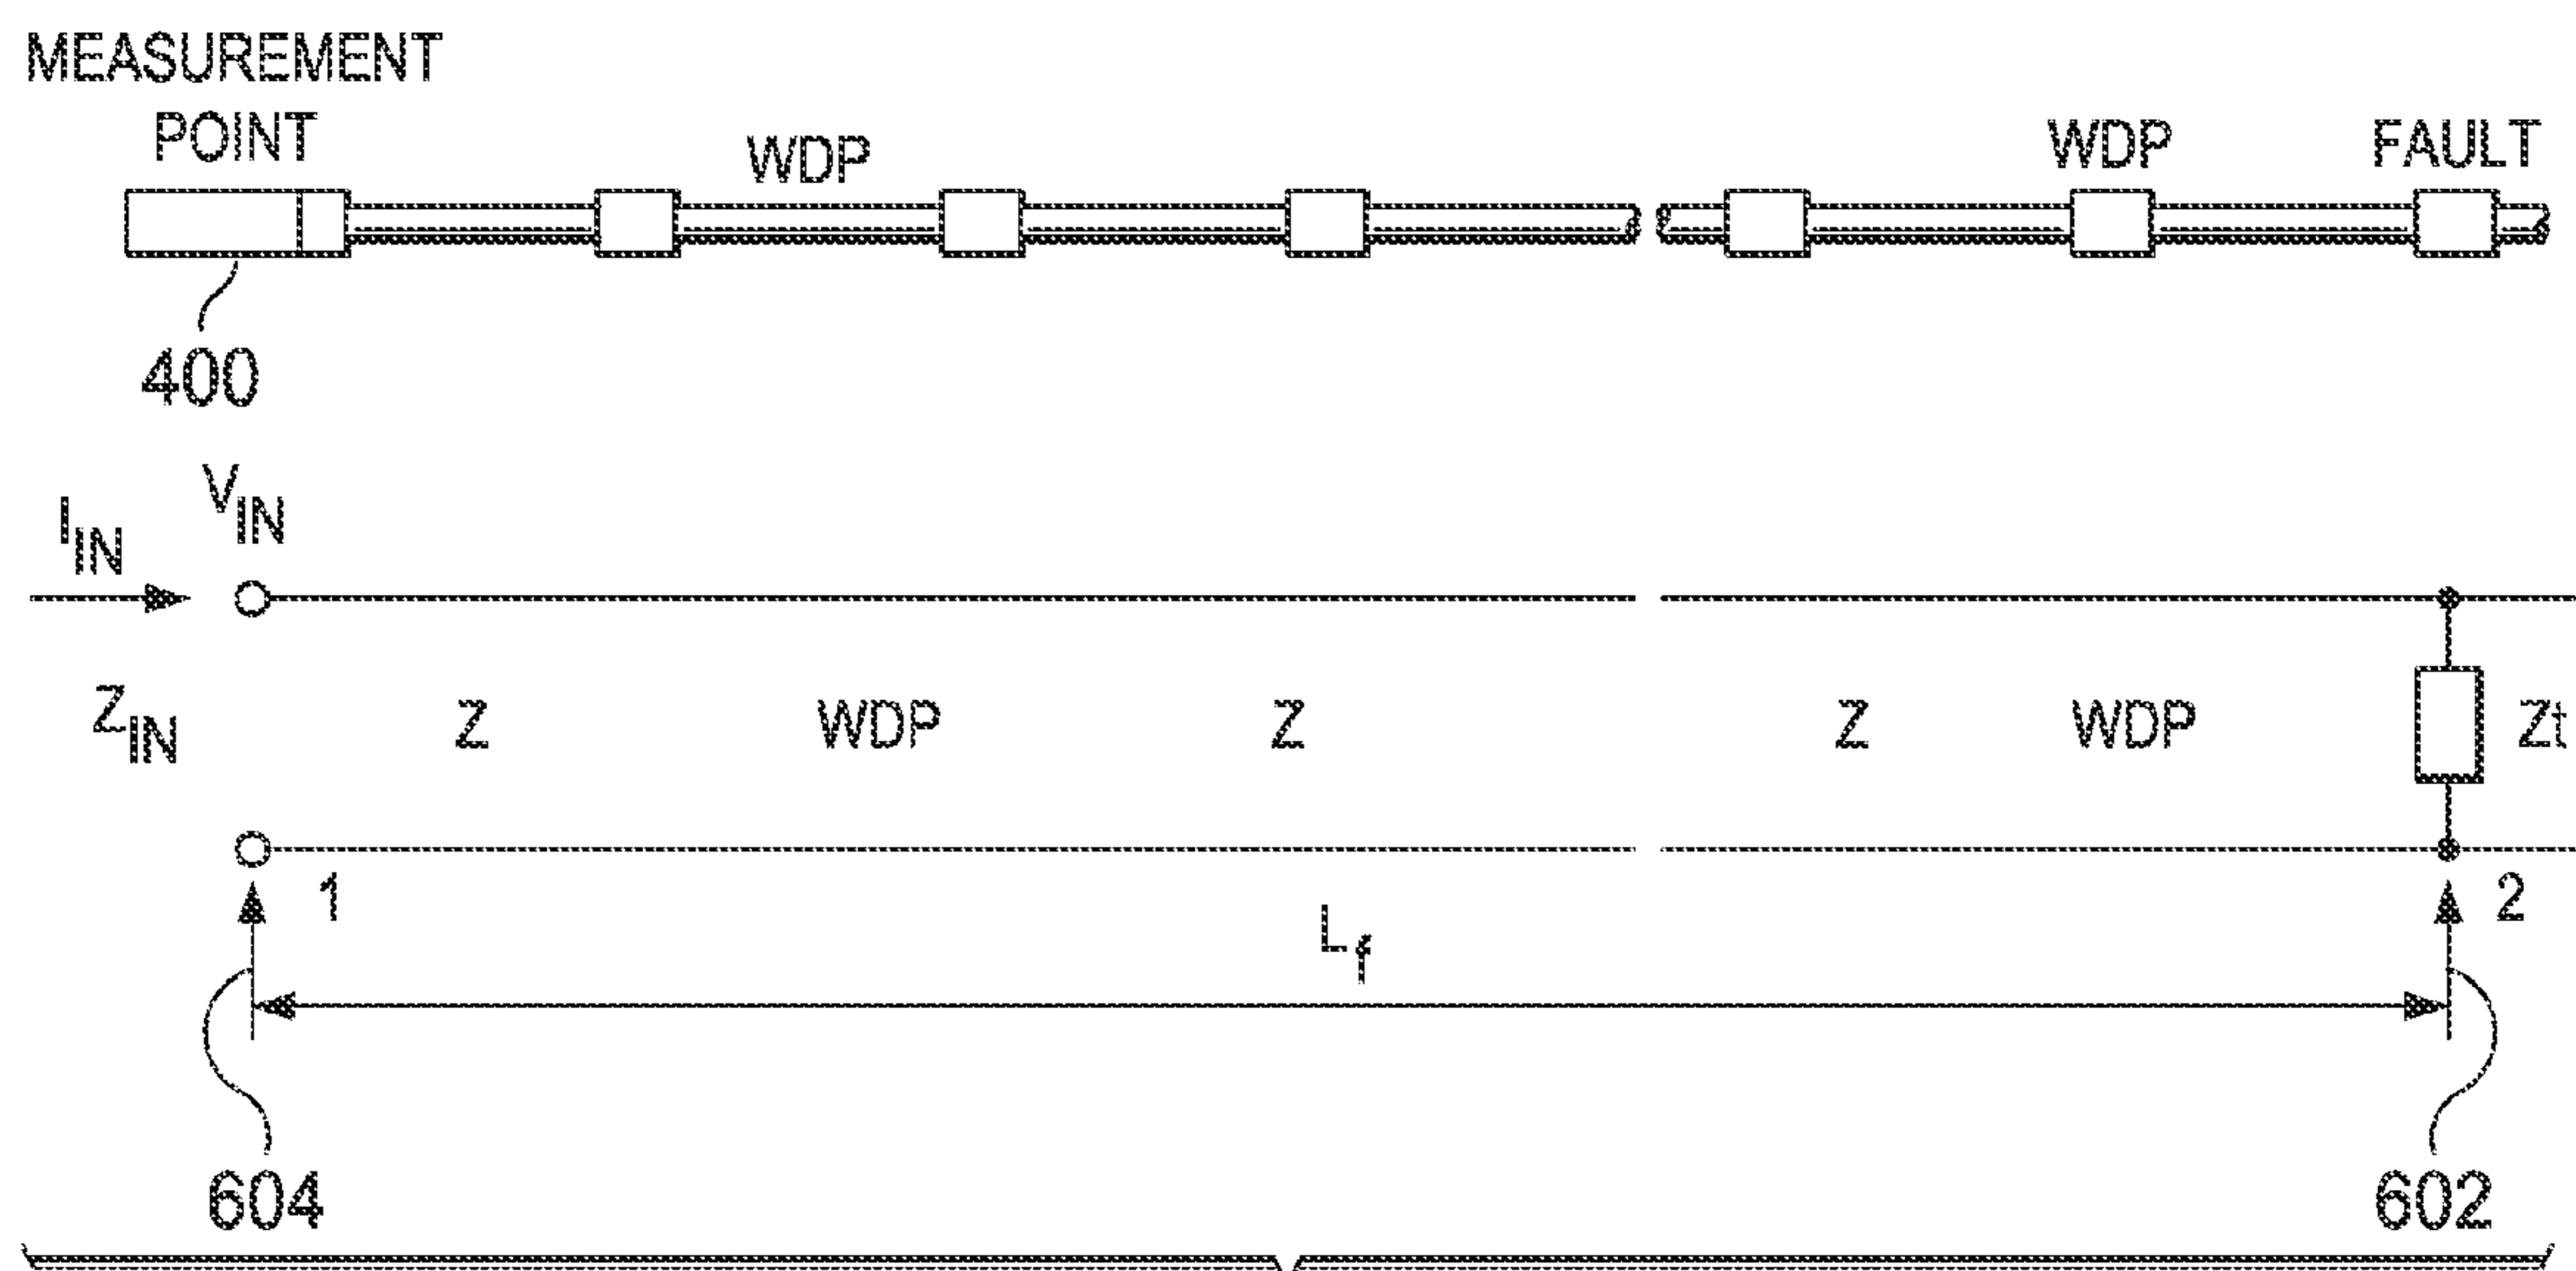 MEASUREMENT
POINT
WDP
WDP
FAULT
400
I_IN
V_IN
Z_IN
Z
WDP
Z
Z
WDP
Zt
1
L_f
2
604
602